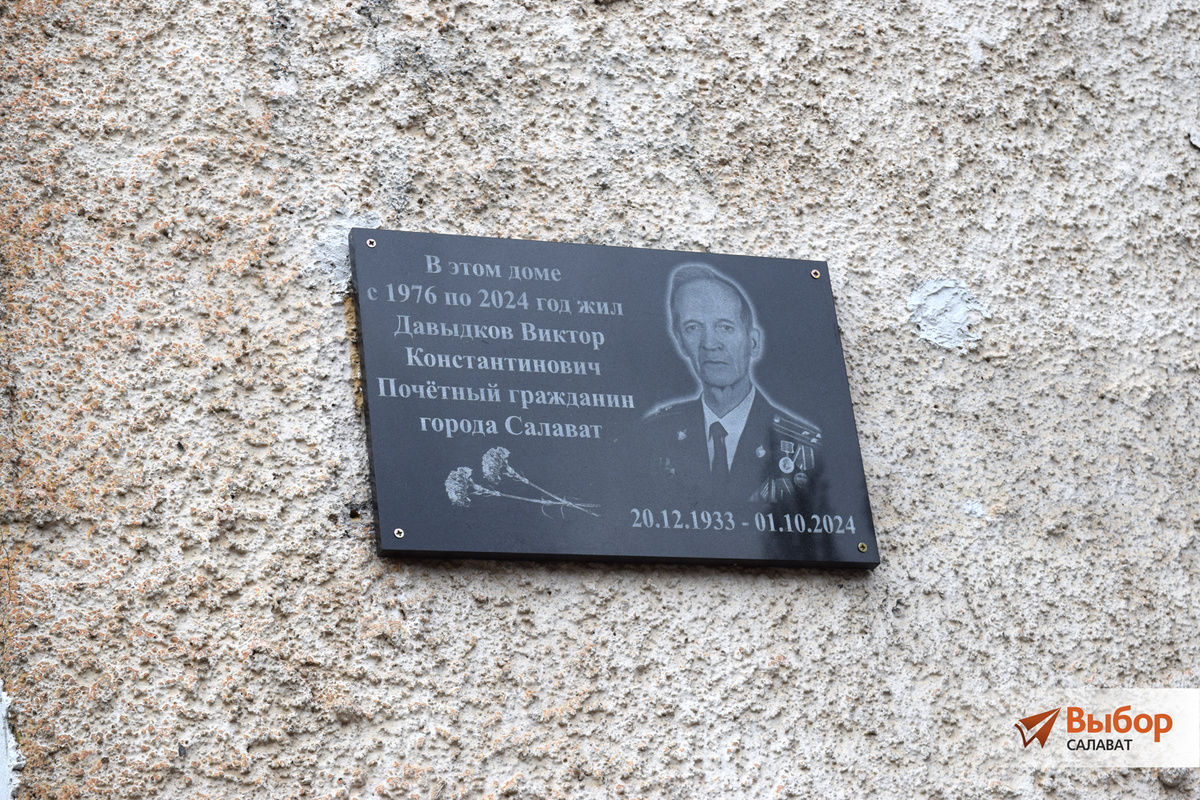 В этом доме
с 1976 по 2024 год жил
Давыдков Виктор
Константинович
Почётный гражданин
города Салават
20.12.1933 - 01.10.2024
Выбор
САЛАВАТ